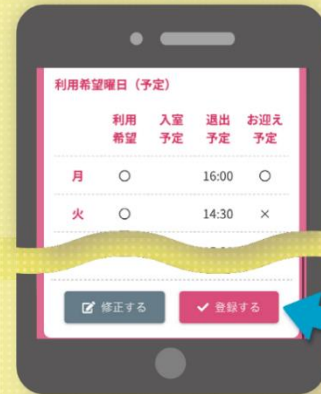 利用希望曜日（予定）
利用希望 入室予定 退出予定 お迎え予定
月 ○ 16:00 ○
火 ○ 14:30 ×
修正する 登録する